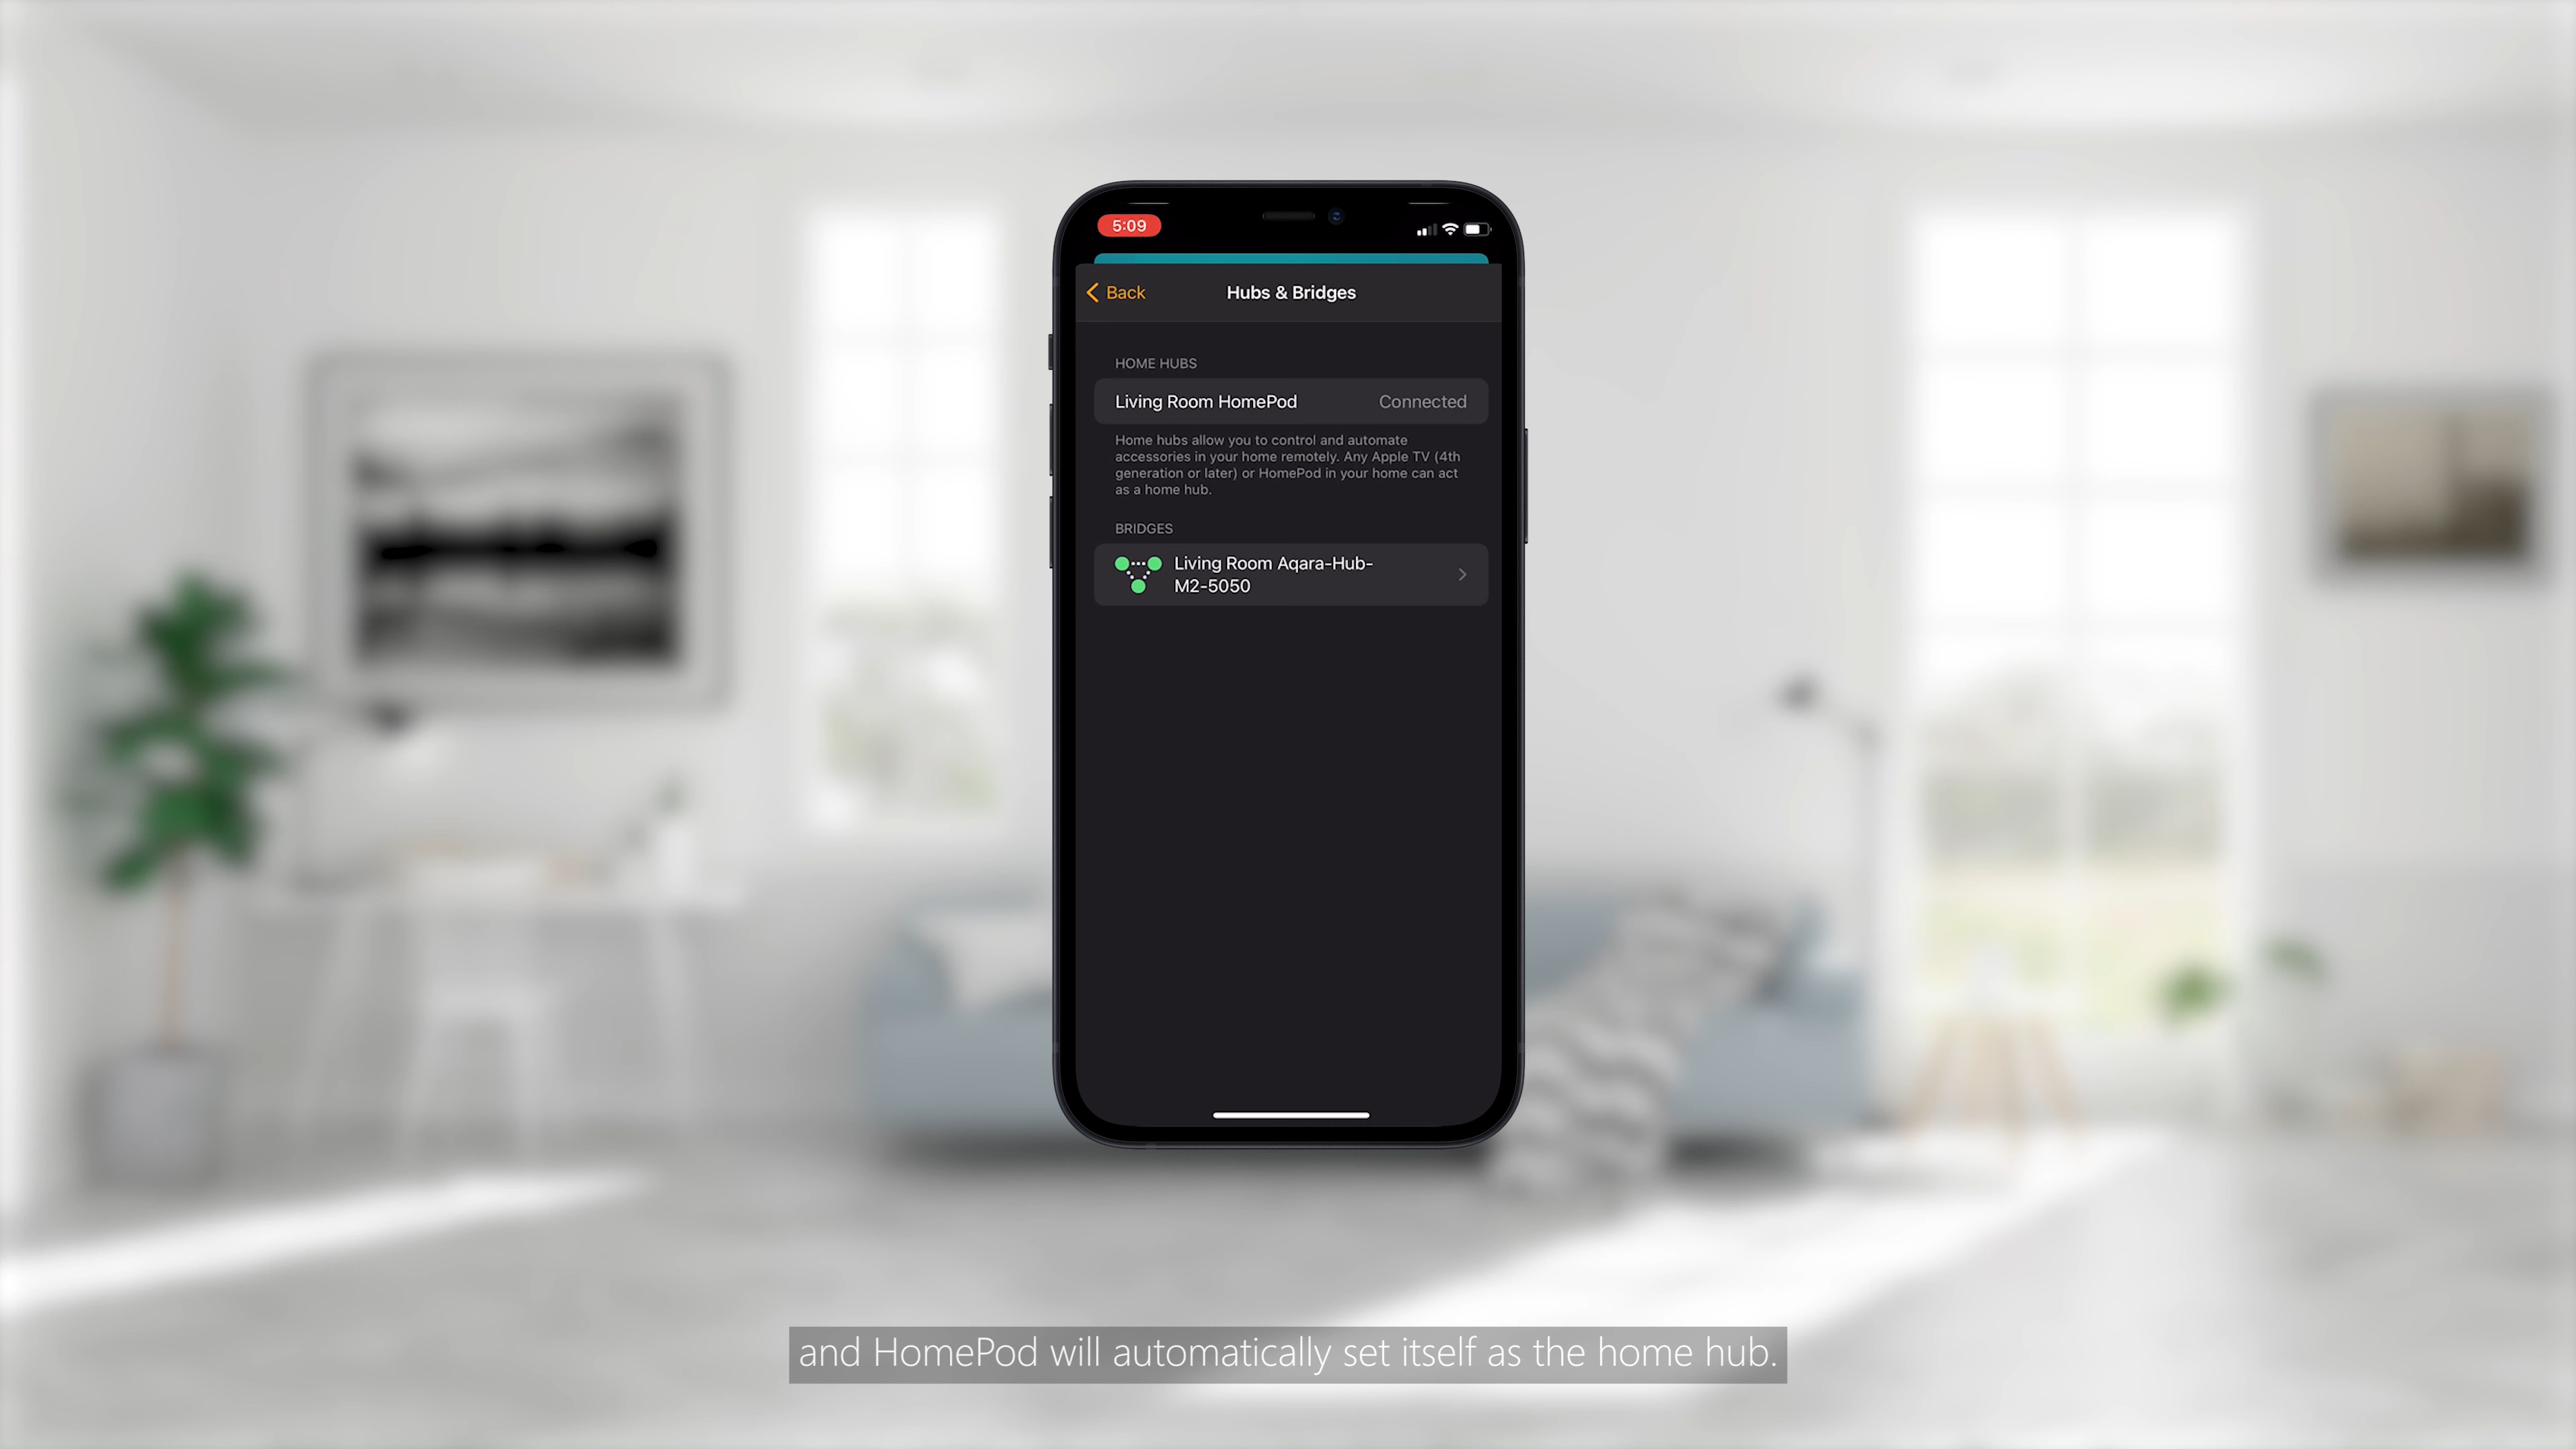 5:09
Back
Hubs & Bridges
HOME HUBS
Living Room HomePod
Connected
Home hubs allow you to control and automate
accessories in your home remotely. Any Apple TV (4th
generation or later) or HomePod in your home can act
as a home hub.
BRIDGES
Living Room Aqara-Hub-
M2-5050
and HomePod will automatically set itself as the home hub.